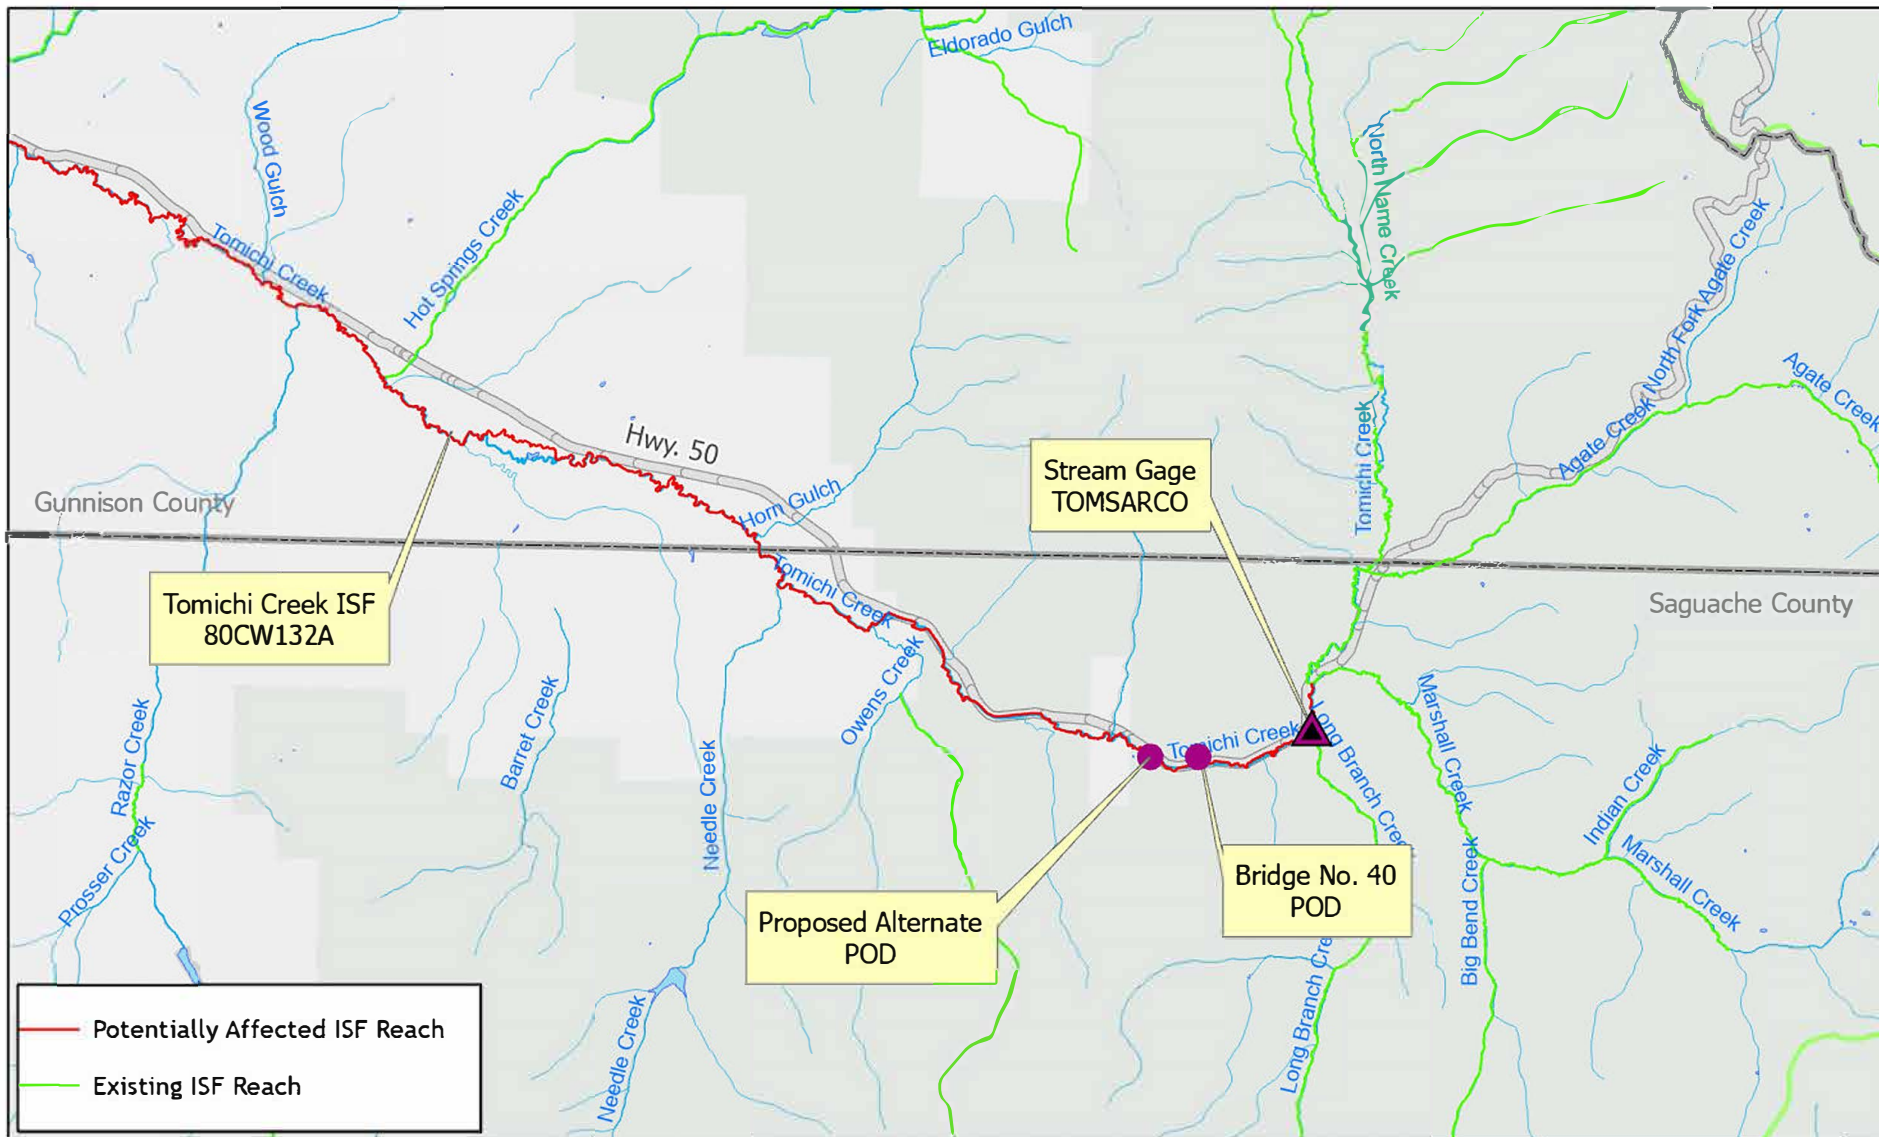 Eldorado Gulch
Wood Gulch
North Name Creek
Hot Springs Creek
Tomichi Creek
North Fork Agate Creek
Agate Creek
Agate Creek
Tomichi Creek
Hwy. 50
Stream Gage
TOMSARCO
Horn Gulch
Gunnison County
Saguache County
Tomichi Creek ISF
80CW132A
Tomichi Creek
Owens Creek
Razor Creek
Barret Creek
Needle Creek
Tomichi Creek
Long Branch Cree
Marshall Creek
Indian Creek
Marshall Creek
Prosser Creek
Big Bend Creek
Bridge No. 40
POD
Proposed Alternate
POD
Long Branch Cre
Needle Creek
Potentially Affected ISF Reach
Existing ISF Reach